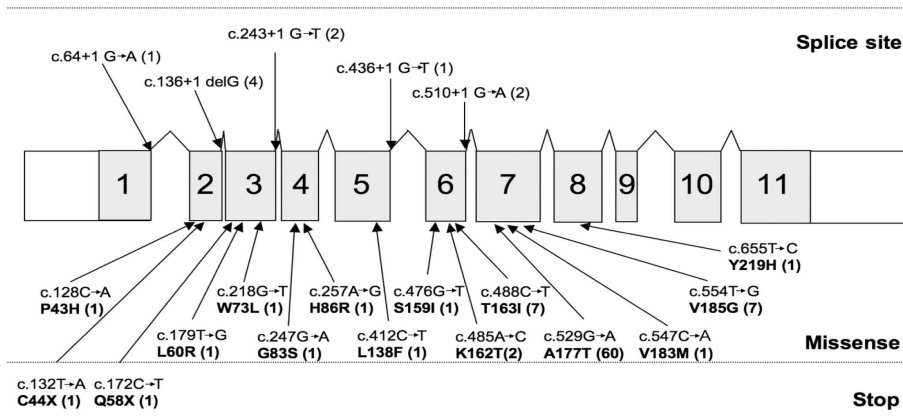 c.243+1 G→T (2)
Splice site
c.64+1 G→A (1)
c.436+1 G→T (1)
c.136+1 delG (4)
c.510+1 G→A (2)
1 2 3 4 5 6 7 8 9 10 11
c.655T→C
Y219H (1)
c.128C→A
P43H (1)
c.218G→T
W73L (1)
c.257A→G
H86R (1)
c.476G→T
S159I (1)
c.488C→T
T163I (7)
c.554T→G
V185G (7)
c.179T→G
L60R (1)
c.247G→A
G83S (1)
c.412C→T
L138F (1)
c.485A→C
K162T(2)
c.529G→A
A177T (60)
c.547C→A
V183M (1)
Missense
c.132T→A
C44X (1)
c.172C→T
Q58X (1)
Stop